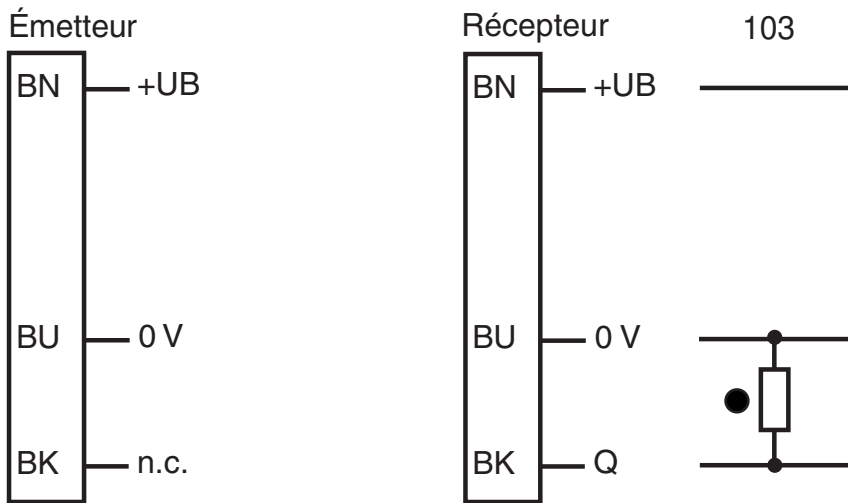 Émetteur
BN +UB
BU 0 V
BK n.c.
Récepteur 103
BN +UB
BU 0 V
BK Q